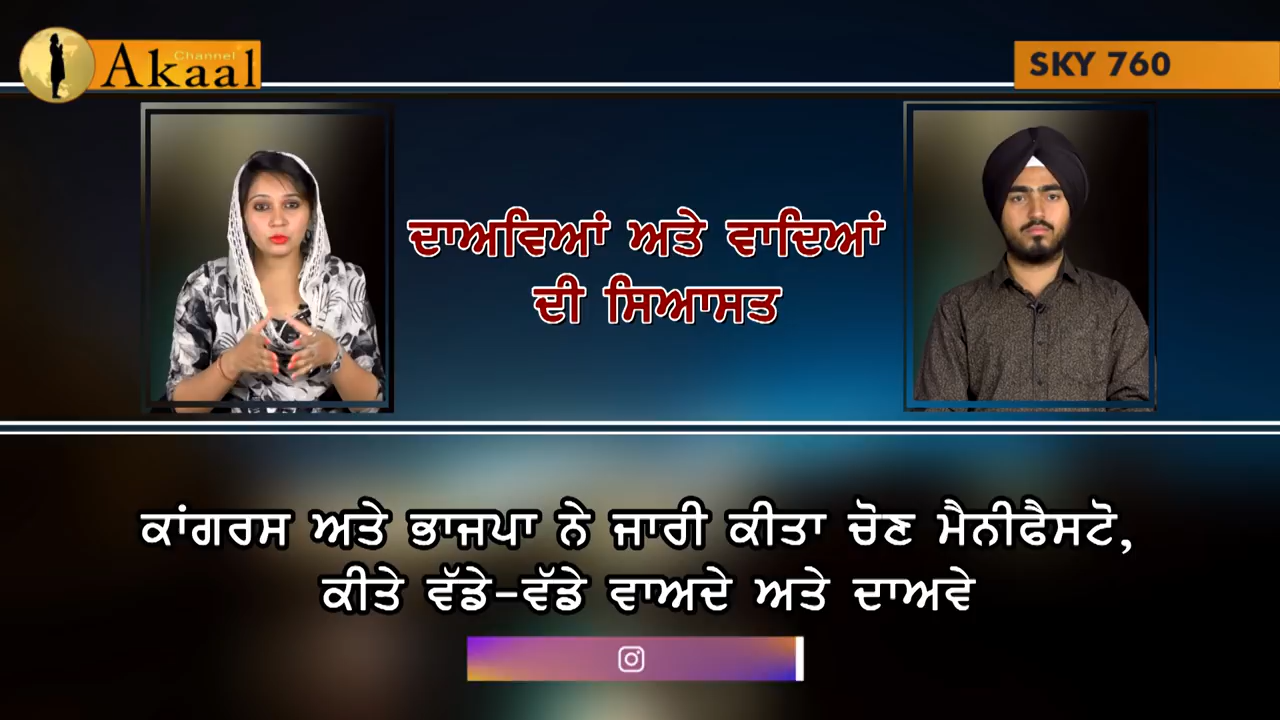 Akaal
Channel
SKY 760
ਦਾਅਵਿਆਂ ਅਤੇ ਵਾਦਿਆਂ
ਦੀ ਸਿਆਸਤ
ਕਾਂਗਰਸ ਅਤੇ ਭਾਜਪਾ ਨੇ ਜਾਰੀ ਕੀਤਾ ਚੋਣ ਮੈਨੀਫੈਸਟੋ,
ਕੀਤੇ ਵੱਡੇ-ਵੱਡੇ ਵਾਅਦੇ ਅਤੇ ਦਾਅਵੇ